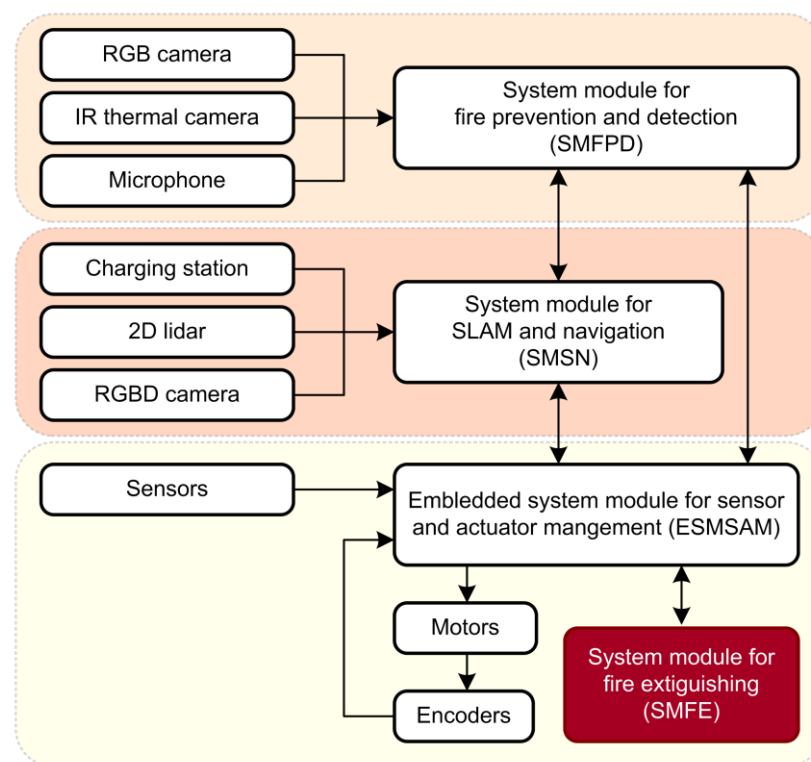 RGB camera
IR thermal camera
Microphone
System module for
fire prevention and detection
(SMFPD)
Charging station
2D lidar
RGBD camera
System module for
SLAM and navigation
(SMSN)
Sensors
Embledded system module for sensor
and actuator mangement (ESMSAM)
Motors
Encoders
System module for
fire extiguishing
(SMFE)